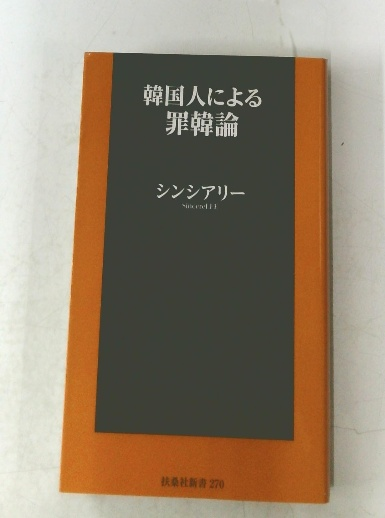 韓国人による
罪韓論
シンシアリー
SincereLEE
扶桑社新書 270